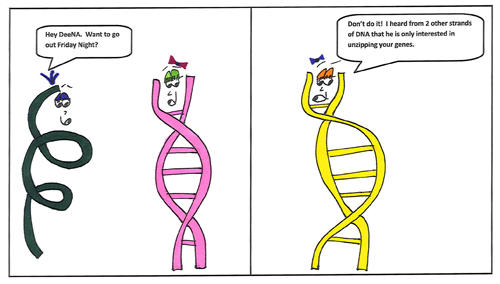 Hey DeeNA. Want to go
out Friday Night?
Don't do it! I heard from 2 other strands
of DNA that he is only interested in
unzipping your genes.